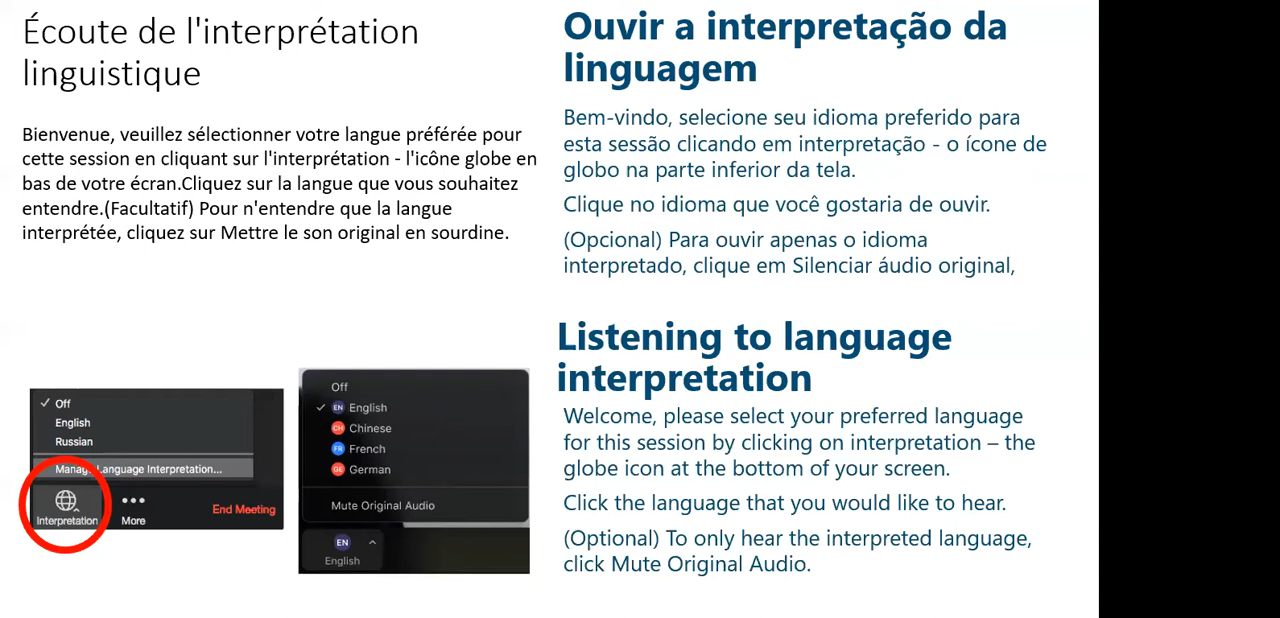 Écoute de l'interprétation
linguistique
Bienvenue, veuillez sélectionner votre langue préférée pour
cette session en cliquant sur l'interprétation - l'icône globe en
bas de votre écran.Cliquez sur la langue que vous souhaitez
entendre.(Facultatif) Pour n'entendre que la langue
interprétée, cliquez sur Mettre le son original en sourdine.
Ouvir a interpretação da
linguagem
Bem-vindo, selecione seu idioma preferido para
esta sessão clicando em interpretação - o ícone de
globo na parte inferior da tela.
Clique no idioma que você gostaria de ouvir.
(Opcional) Para ouvir apenas o idioma
interpretado, clique em Silenciar áudio original,
Off
English
Russian
Manage Language Interpretation...
Interpretation
More
End Meeting
Off
EN English
CH Chinese
FR French
GE German
Mute Original Audio
EN
English
Listening to language
interpretation
Welcome, please select your preferred language
for this session by clicking on interpretation – the
globe icon at the bottom of your screen.
Click the language that you would like to hear.
(Optional) To only hear the interpreted language,
click Mute Original Audio.